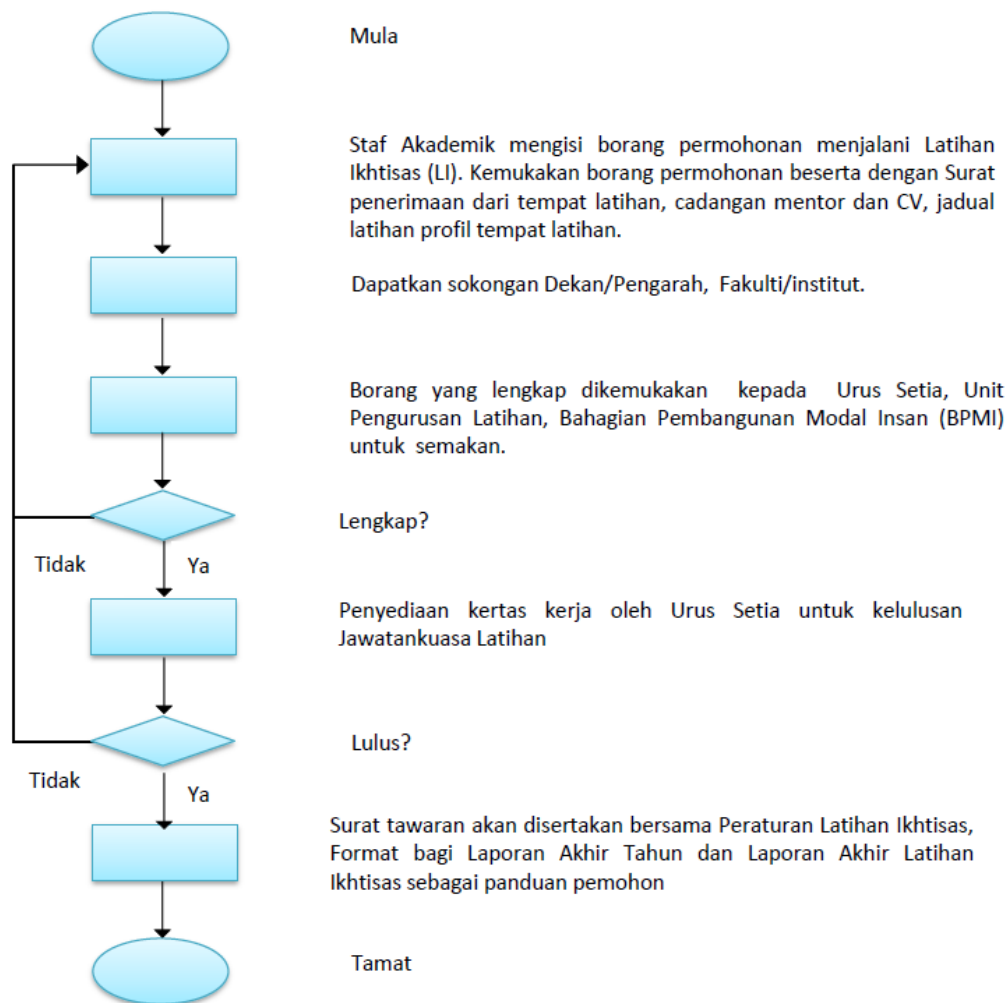 Mula
Staf Akademik mengisi borang permohonan menjalani Latihan
Ikhtisas (LI). Kemukakan borang permohonan beserta dengan Surat
penerimaan dari tempat latihan, cadangan mentor dan CV, jadual
latihan profil tempat latihan.
Dapatkan sokongan Dekan/Pengarah, Fakulti/institut.
Borang yang lengkap dikemukakan kepada Urus Setia, Unit
Pengurusan Latihan, Bahagian Pembangunan Modal Insan (BPMI)
untuk semakan.
Lengkap?
Tidak
Ya
Penyediaan kertas kerja oleh Urus Setia untuk kelulusan
Jawatankuasa Latihan
Lulus?
Tidak
Ya
Surat tawaran akan disertakan bersama Peraturan Latihan Ikhtisas,
Format bagi Laporan Akhir Tahun dan Laporan Akhir Latihan
Ikhtisas sebagai panduan pemohon
Tamat